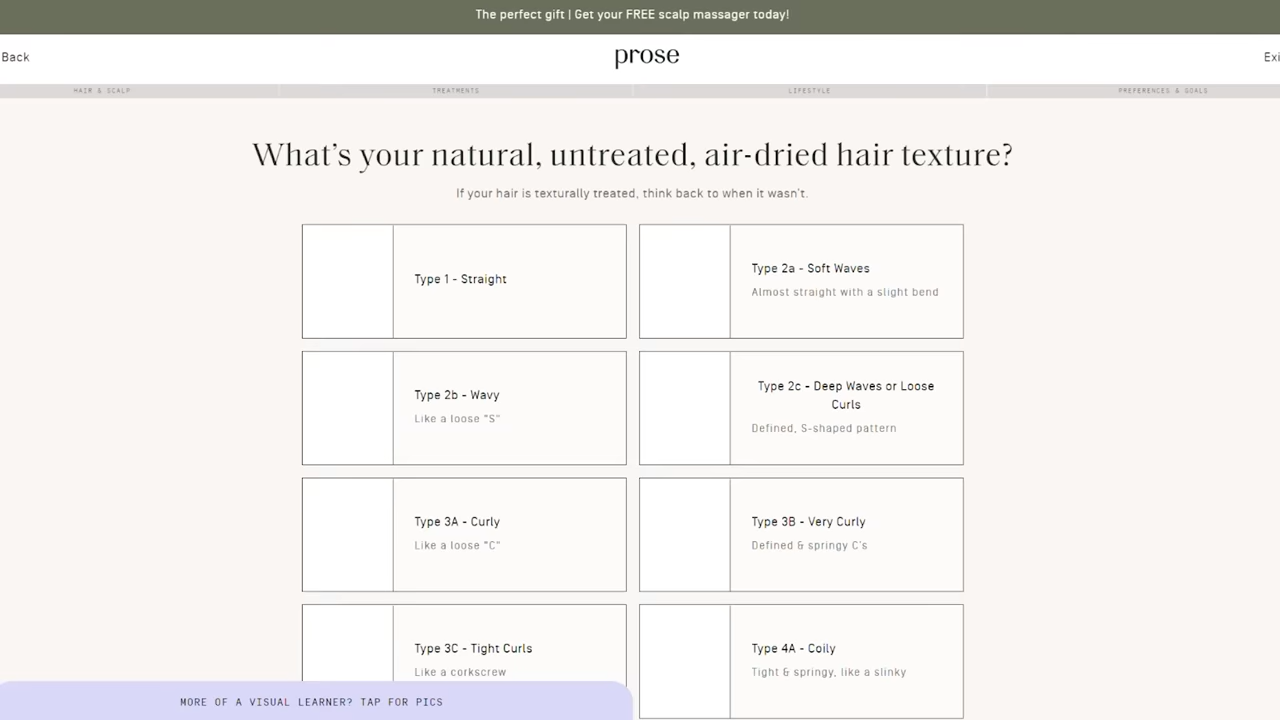 The perfect gift | Get your FREE scalp massager today!
Back
prose
Exi
HAIR & SCALP
TREATMENTS
LIFESTYLE
PREFERENCES & GOALS
What's your natural, untreated, air-dried hair texture?
If your hair is texturally treated, think back to when it wasn't.
Type 1 - Straight
Type 2a - Soft Waves
Almost straight with a slight bend
Type 2b - Wavy
Like a loose "S"
Type 2c - Deep Waves or Loose
Curls
Defined, S-shaped pattern
Type 3A - Curly
Like a loose "C"
Type 3B - Very Curly
Defined & springy C's
Type 3C - Tight Curls
Like a corkscrew
Type 4A - Coily
Tight & springy, like a slinky
MORE OF A VISUAL LEARNER? TAP FOR PICS